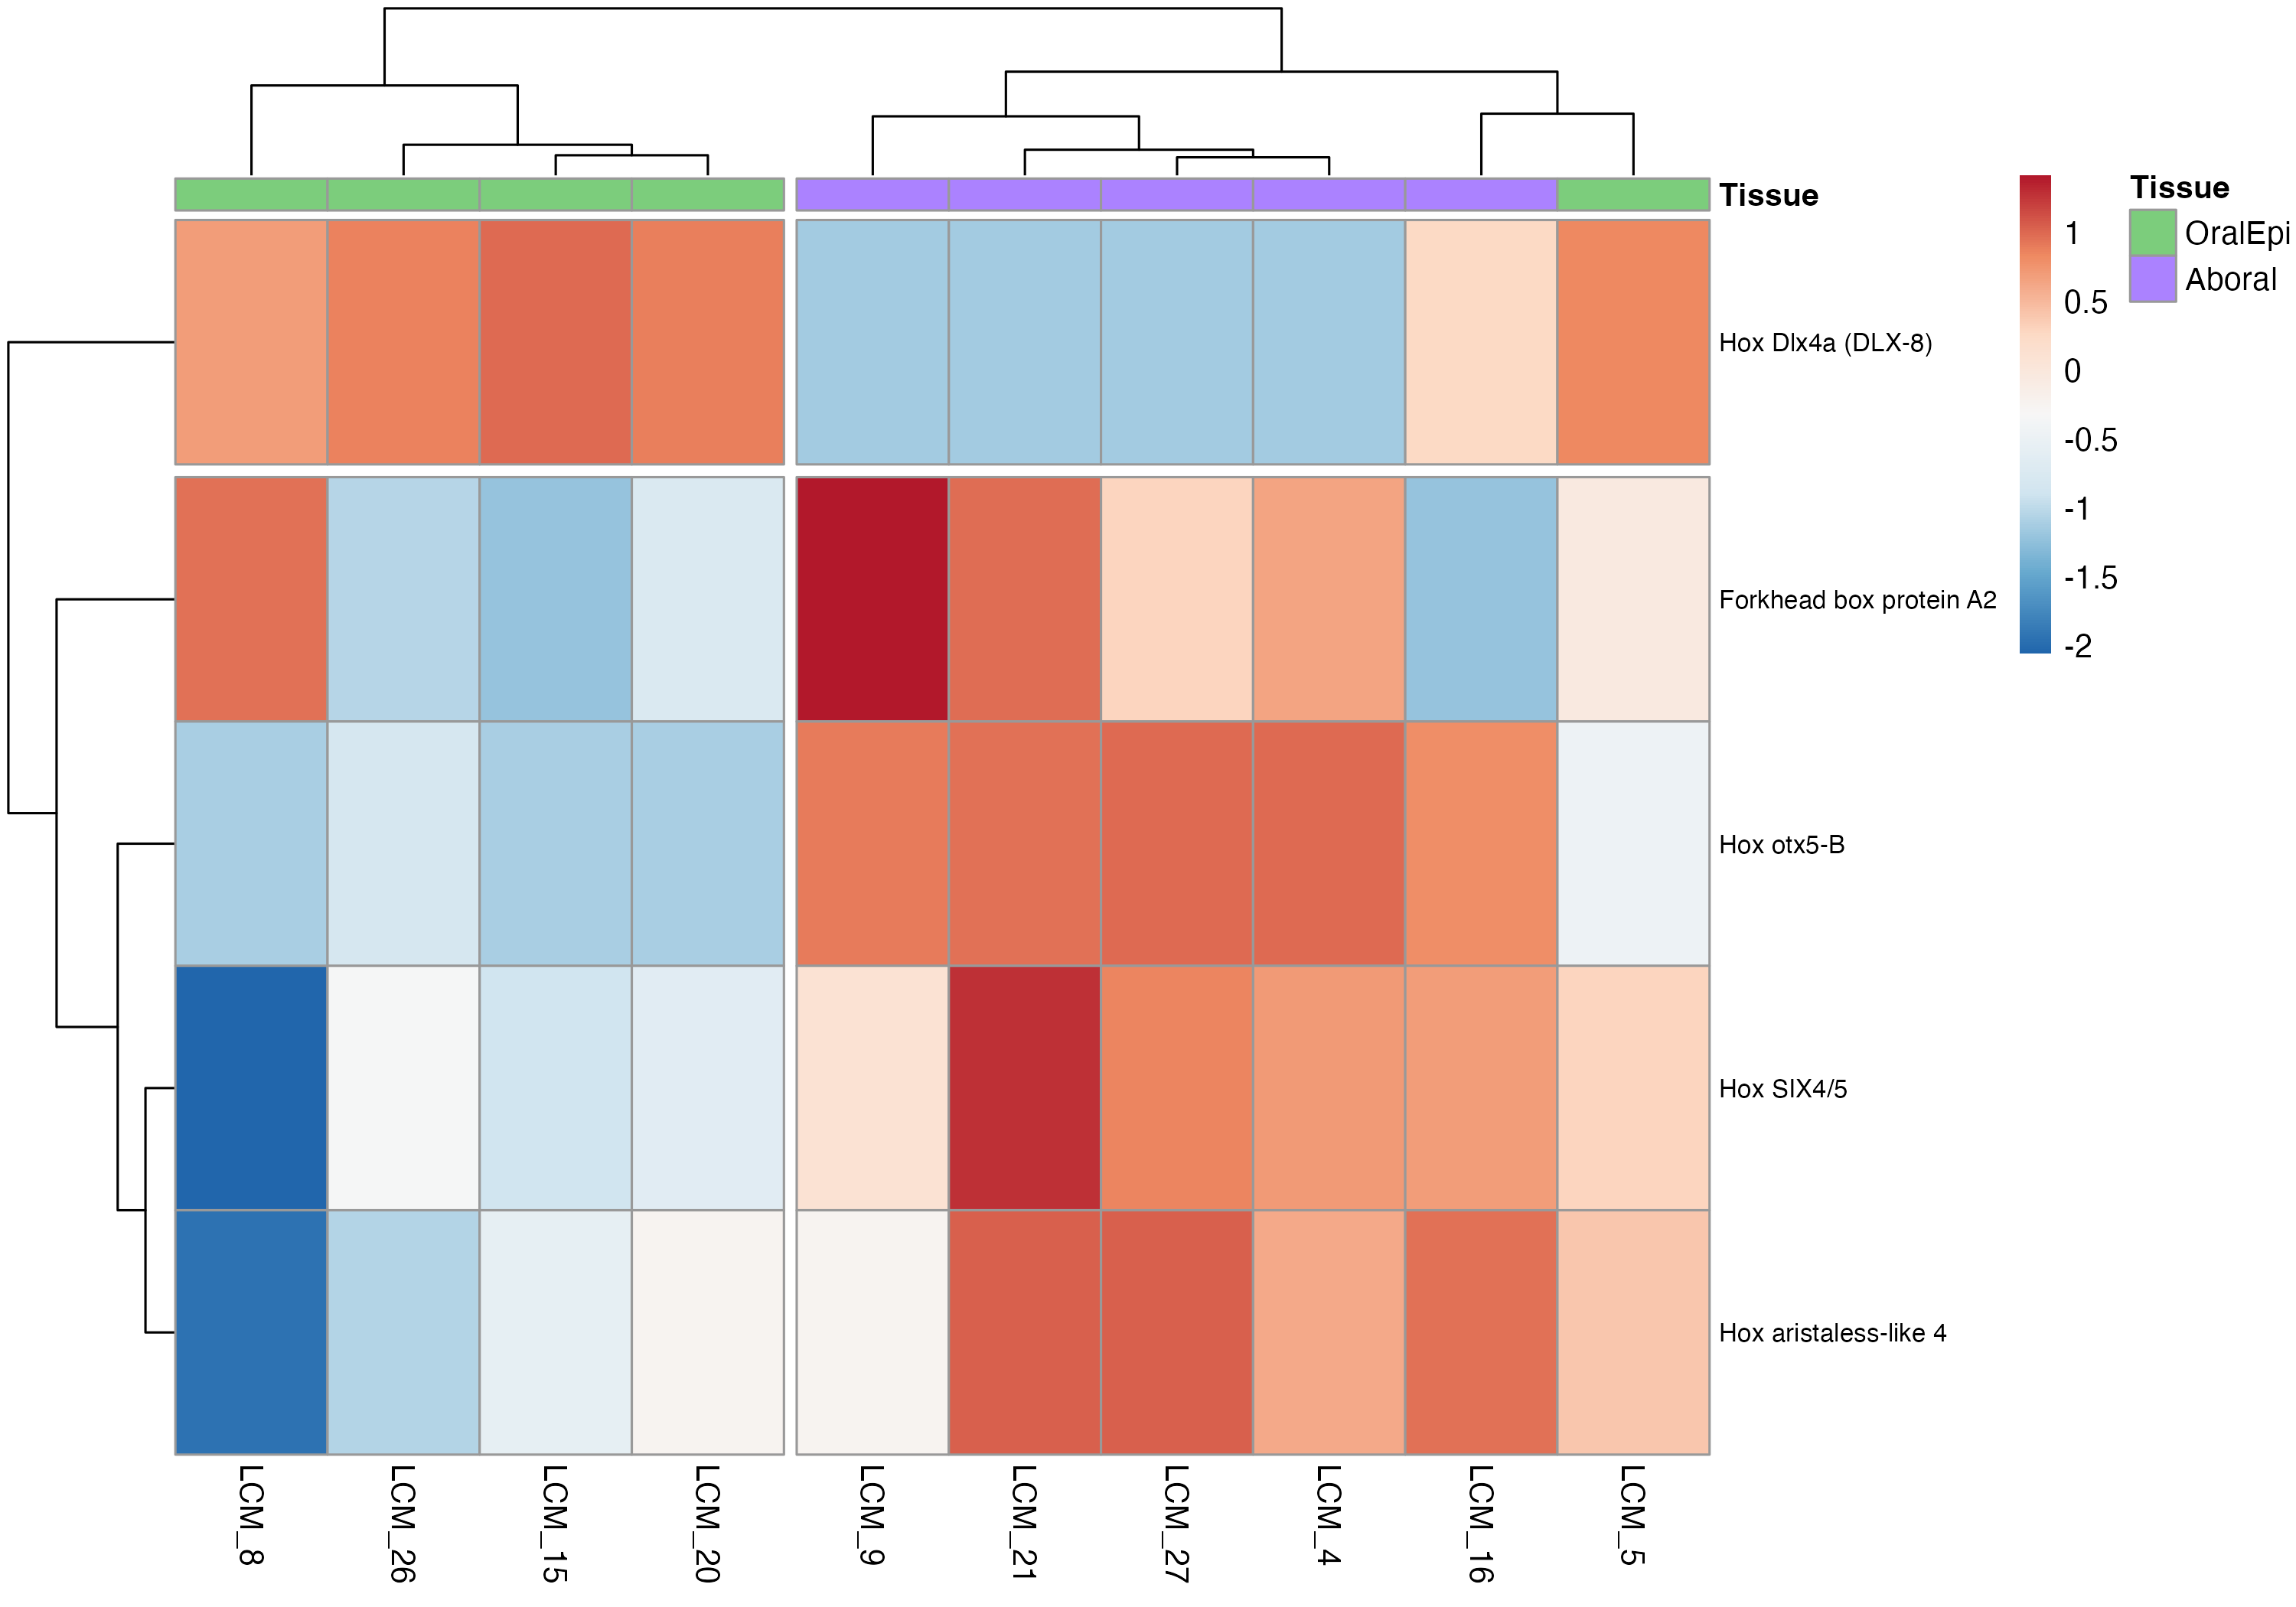 Tissue
Hox Dlx4a (DLX-8)
Forkhead box protein A2
Hox otx5-B
Hox SIX4/5
Hox aristaless-like 4
LCM_8
LCM_26
LCM_15
LCM_20
LCM_9
LCM_21
LCM_27
LCM_4
LCM_16
LCM_5
1
0.5
0
-0.5
-1
-1.5
-2
Tissue
OralEpi
Aboral